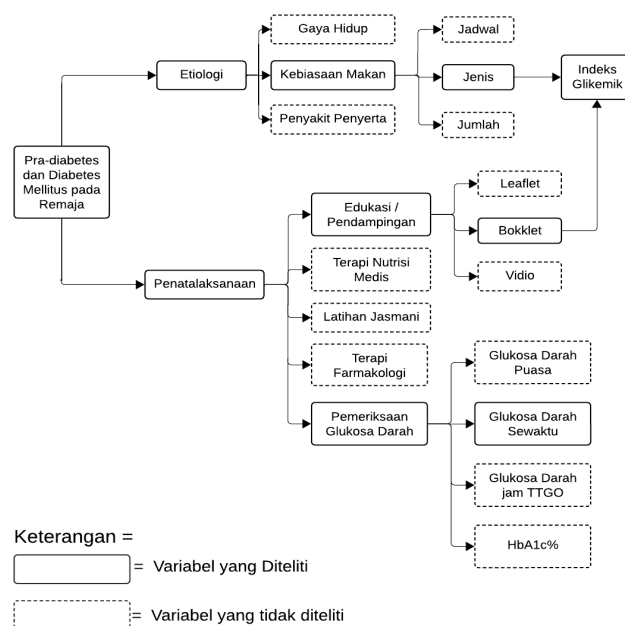 Gaya Hidup
Jadwal
Etiologi
Kebiasaan Makan
Jenis
Indeks
Glikemik
Penyakit Penyerta
Jumlah
Pra-diabetes
dan Diabetes
Mellitus pada
Remaja
Leaflet
Edukasi /
Pendampingan
Bokklet
Terapi Nutrisi
Medis
Vidio
Penatalaksanaan
Latihan Jasmani
Terapi
Farmakologi
Glukosa Darah
Puasa
Pemeriksaan
Glukosa Darah
Glukosa Darah
Sewaktu
Glukosa Darah
jam TTGO
HbA1c%
Keterangan =
= Variabel yang Diteliti
= Variabel yang tidak diteliti